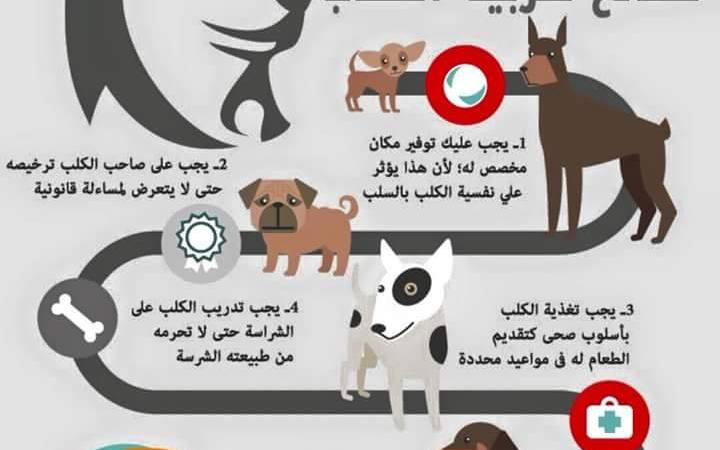 1ـ يجب عليك توفير مكان
مخصص له؛ لأن هذا يؤثر
علي نفسية الكلب بالسلب
2ـ يجب على صاحب الكلب ترخيصه
حتى لا يتعرض لمساءلة قانونية
3ـ يجب تغذية الكلب
بأسلوب صحى كتقديم
الطعام له فى مواعيد محددة
4ـ يجب تدريب الكلب على
الشراسة حتى لا تحرمه
من طبيعته الشرسة